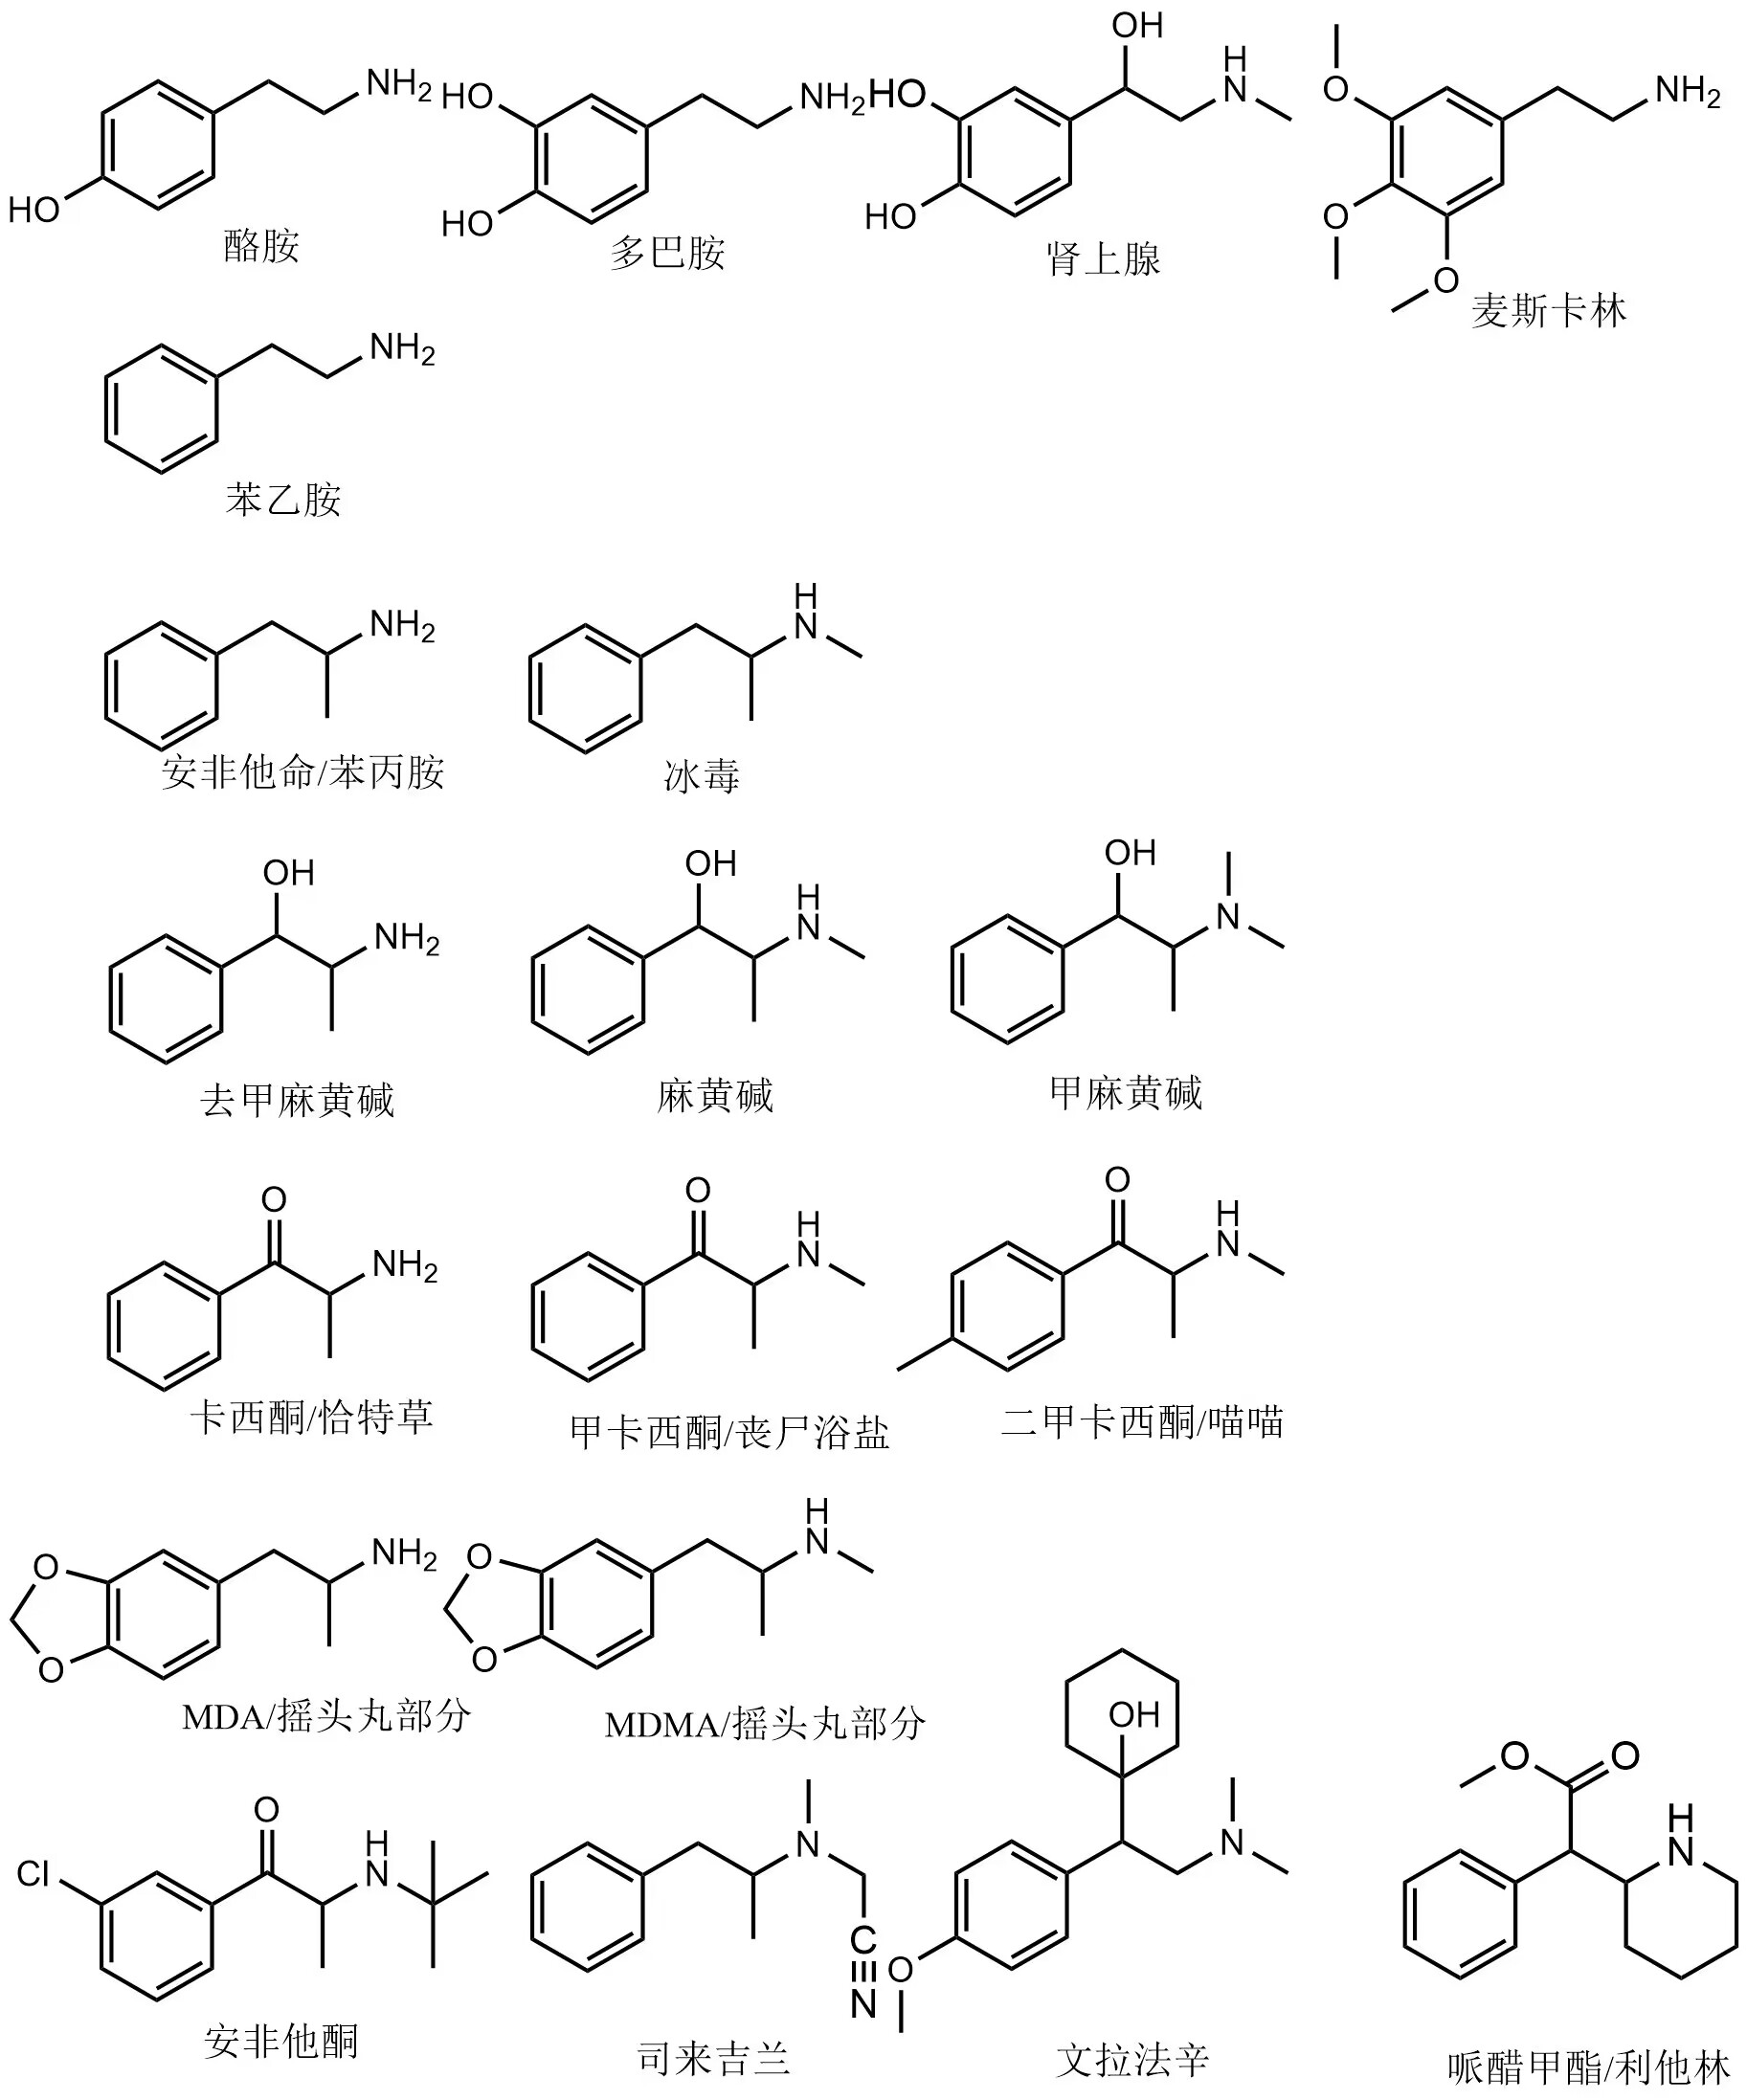 OH
H
N
HO
NH2
HO
HO
NH2
HO
HO
O
NH2
O
O
酪胺
多巴胺
肾上腺
麦斯卡林
NH2
苯乙胺
NH2
H
N
安非他命/苯丙胺
冰毒
OH
NH2
OH
H
N
OH
N
去甲麻黄碱
麻黄碱
甲麻黄碱
O
NH2
O
H
N
O
H
N
卡西酮/恰特草
甲卡西酮/丧尸浴盐
二甲卡西酮/喵喵
O
O
NH2
O
O
H
N
MDA/摇头丸部分
MDMA/摇头丸部分
Cl
O
H
N
N
C
N
OH
N
O
O
O
H
N
安非他酮
司来吉兰
文拉法辛
哌醋甲酯/利他林